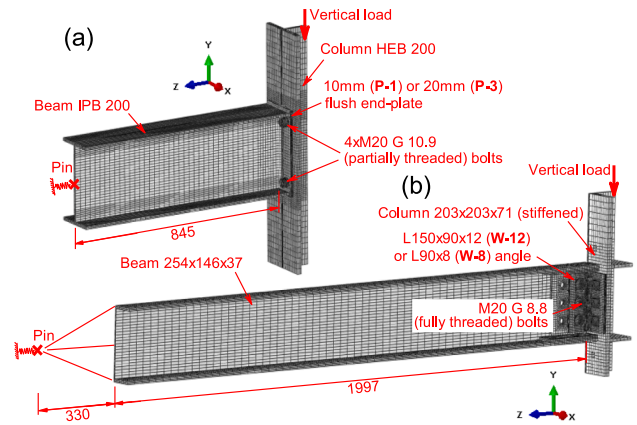 (a)
Vertical load
Column HEB 200
Y
Z
X
10mm (P-1) or 20mm (P-3)
flush end-plate
Beam IPB 200
4xM20 G 10.9
(partially threaded) bolts
Pin
845
(b)
Vertical load
Column 203x203x71 (stiffened)
L150x90x12 (W-12)
or L90x8 (W-8) angle
Beam 254x146x37
M20 G 8.8
(fully threaded) bolts
Pin
1997
330
Y
Z
X